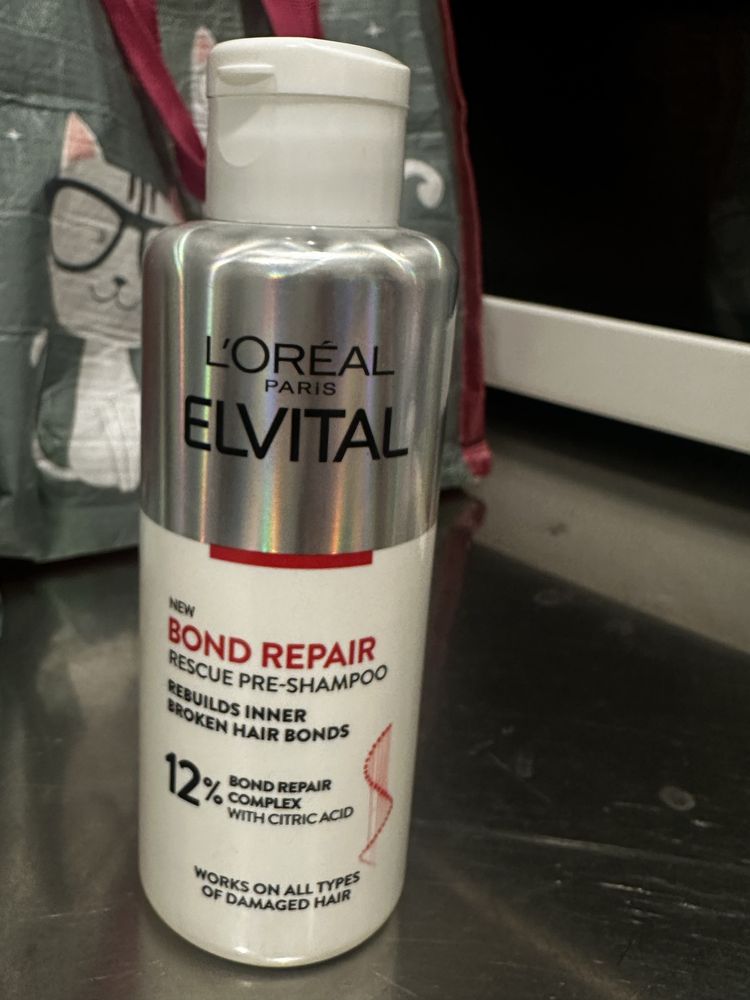 L'ORÉAL
PARIS
ELVITAL
NEW
BOND REPAIR
RESCUE PRE-SHAMPOO
REBUILDS INNER
BROKEN HAIR BONDS
12% BOND REPAIR
COMPLEX
WITH CITRIC ACID
WORKS ON ALL TYPES
OF DAMAGED HAIR